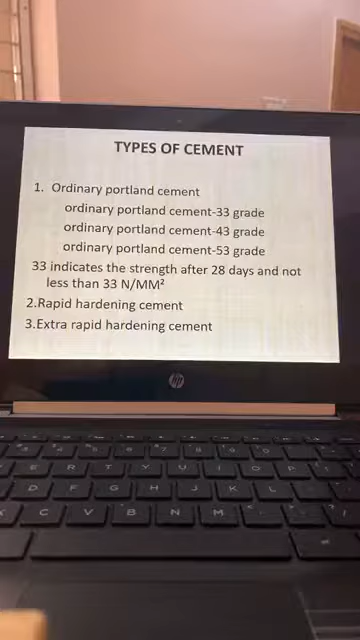 TYPES OF CEMENT
1. Ordinary portland cement
ordinary portland cement-33 grade
ordinary portland cement-43 grade
ordinary portland cement-53 grade
33 indicates the strength after 28 days and not
less than 33 N/MM²
2.Rapid hardening cement
3.Extra rapid hardening cement
hp
E R T Y U I O P
D F G H J K L
C V B N M